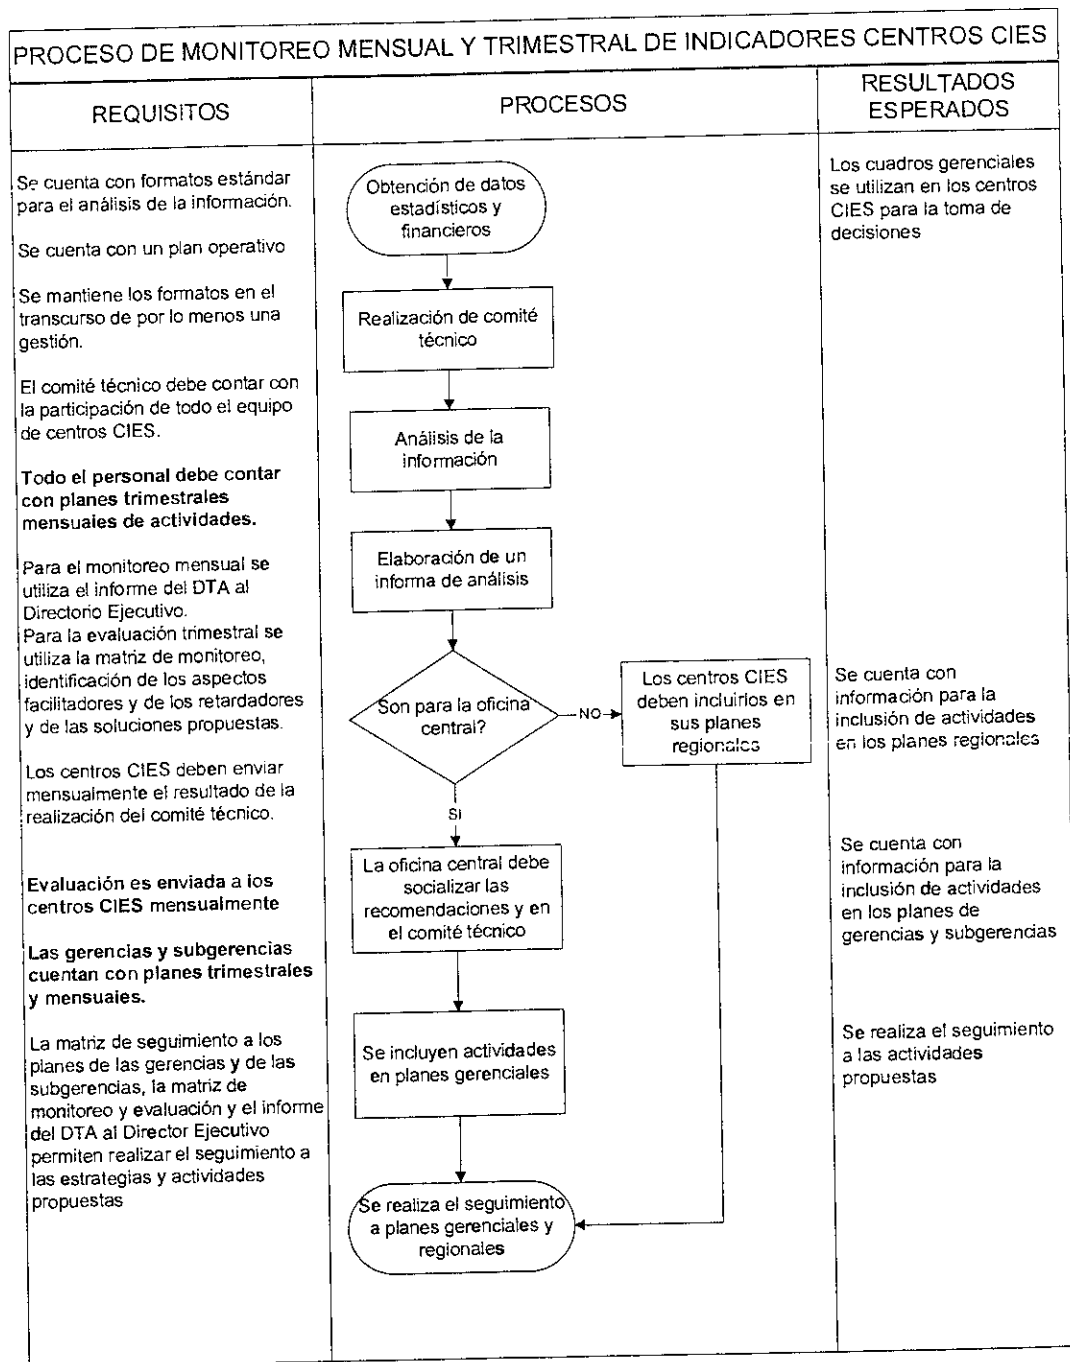 PROCESO DE MONITOREO MENSUAL Y TRIMESTRAL DE INDICADORES CENTROS CIES
REQUISITOS
Se cuenta con formatos estándar
para el análisis de la información.
Se cuenta con un plan operativo
Se mantiene los formatos en el
transcurso de por lo menos una
gestión.
El comité técnico debe contar con
la participación de todo el equipo
de centros CIES.
Todo el personal debe contar
con planes trimestrales
mensuales de actividades.
Para el monitoreo mensual se
utiliza el informe del DTA al
Directorio Ejecutivo.
Para la evaluación trimestral se
utiliza la matriz de monitoreo,
identificación de los aspectos
facilitadores y de los retardadores
y de las soluciones propuestas.
Los centros CIES deben enviar
mensualmente el resultado de la
realización del comité técnico.
Evaluación es enviada a los
centros CIES mensualmente
Las gerencias y subgerencias
cuentan con planes trimestrales
y mensuales.
La matriz de seguimiento a los
planes de las gerencias y de las
subgerencias, la matriz de
monitoreo y evaluación y el informe
del DTA al Director Ejecutivo
permiten realizar el seguimiento a
las estrategias y actividades
propuestas
PROCESOS
Obtención de datos
estadísticos y
financieros
Realización de comité
técnico
Análisis de la
información
Elaboración de un
informa de análisis
Son para la oficina
central?
NO
Los centros CIES
deben incluirlos en
sus planes
regionales
SI
La oficina central debe
socializar las
recomendaciones y en
el comité técnico
Se incluyen actividades
en planes gerenciales
Se realiza el seguimiento
a planes gerenciales y
regionales
RESULTADOS
ESPERADOS
Los cuadros gerenciales
se utilizan en los centros
CIES para la toma de
decisiones
Se cuenta con
información para la
inclusión de actividades
en los planes regionales
Se cuenta con
información para la
inclusión de actividades
en los planes de
gerencias y subgerencias
Se realiza el seguimiento
a las actividades
propuestas